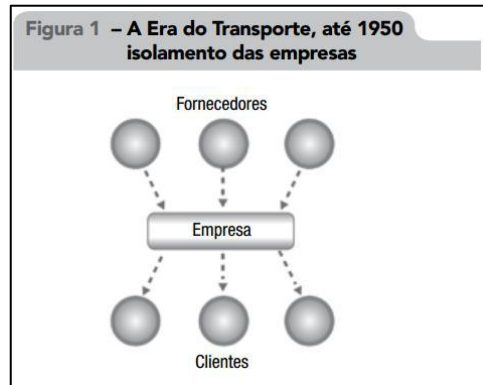 Figura 1 – A Era do Transporte, até 1950
isolamento das empresas
Fornecedores
Empresa
Clientes